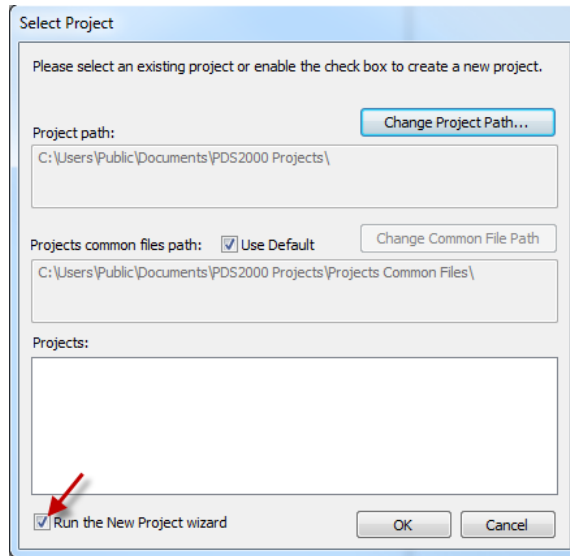 Select Project
Please select an existing project or enable the check box to create a new project.
Change Project Path...
Project path:
C:\Users\Public\Documents\PDS2000 Projects\
Projects common files path: Use Default Change Common File Path
C:\Users\Public\Documents\PDS2000 Projects\Projects Common Files\
Projects:
Run the New Project wizard OK Cancel